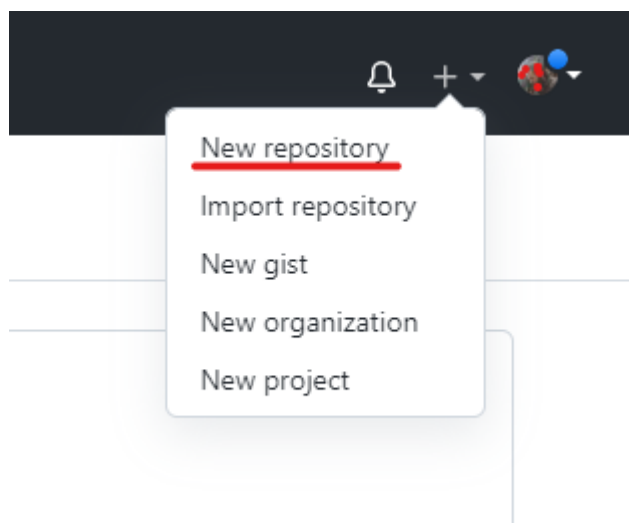 New repository
Import repository
New gist
New organization
New project